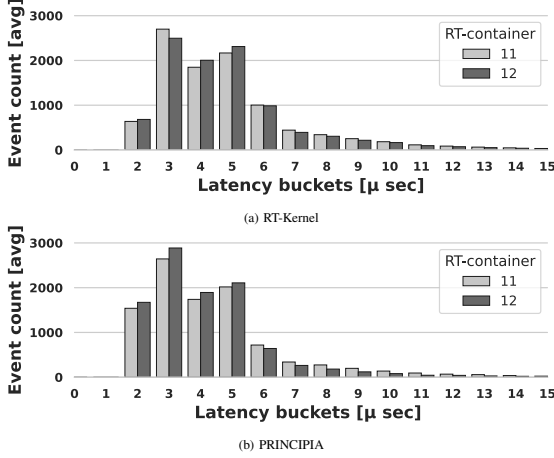 Event count [avg]
3000
2000
1000
0
RT-container
11
12
0 1 2 3 4 5 6 7 8 9 10 11 12 13 14 15
Latency buckets [μ sec]
(a) RT-Kernel
Event count [avg]
3000
2000
1000
0
RT-container
11
12
0 1 2 3 4 5 6 7 8 9 10 11 12 13 14 15
Latency buckets [μ sec]
(b) PRINCIPIA